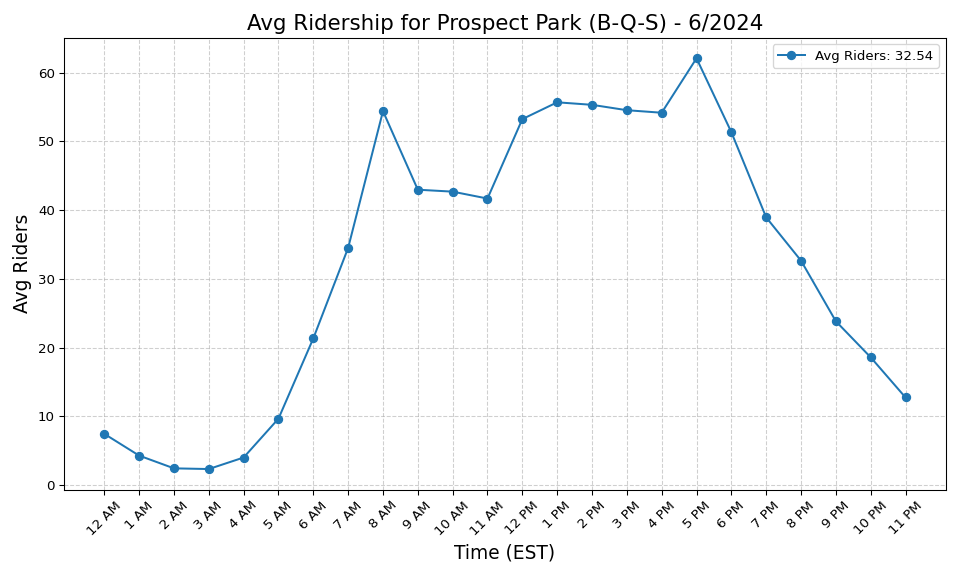 Avg Ridership for Prospect Park (B-Q-S) - 6/2024
Avg Riders: 32.54
Avg Riders
60
50
40
30
20
10
0
12 AM 1 AM 2 AM 3 AM 4 AM 5 AM 6 AM 7 AM 8 AM 9 AM 10 AM 11 AM 12 PM 1 PM 2 PM 3 PM 4 PM 5 PM 6 PM 7 PM 8 PM 9 PM 10 PM 11 PM
Time (EST)